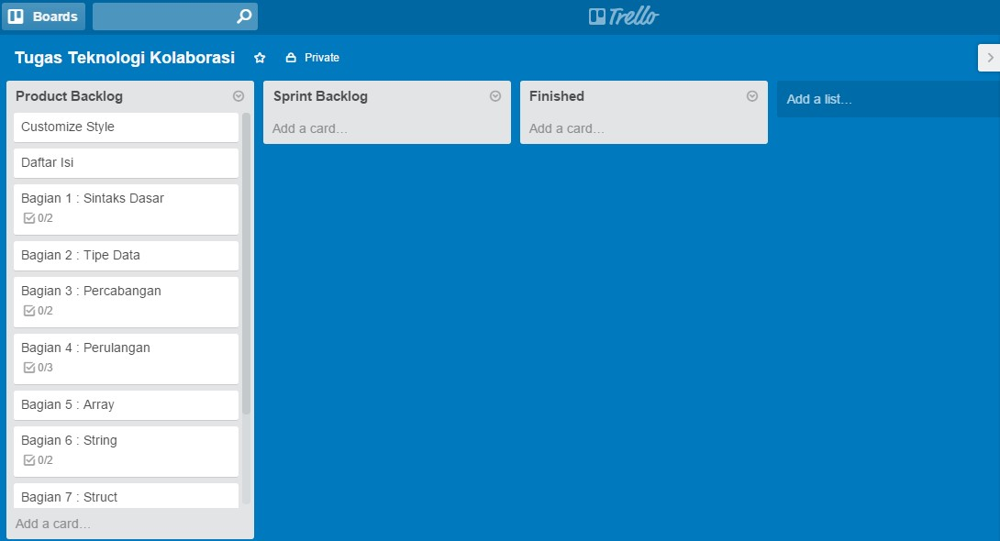 Boards
Trello
Tugas Teknologi Kolaborasi
Private
Product Backlog
Customize Style
Daftar Isi
Bagian 1 : Sintaks Dasar
0/2
Bagian 2 : Tipe Data
Bagian 3 : Percabangan
0/2
Bagian 4 : Perulangan
0/3
Bagian 5 : Array
Bagian 6 : String
0/2
Bagian 7 : Struct
Add a card...
Sprint Backlog
Add a card...
Finished
Add a card...
Add a list...